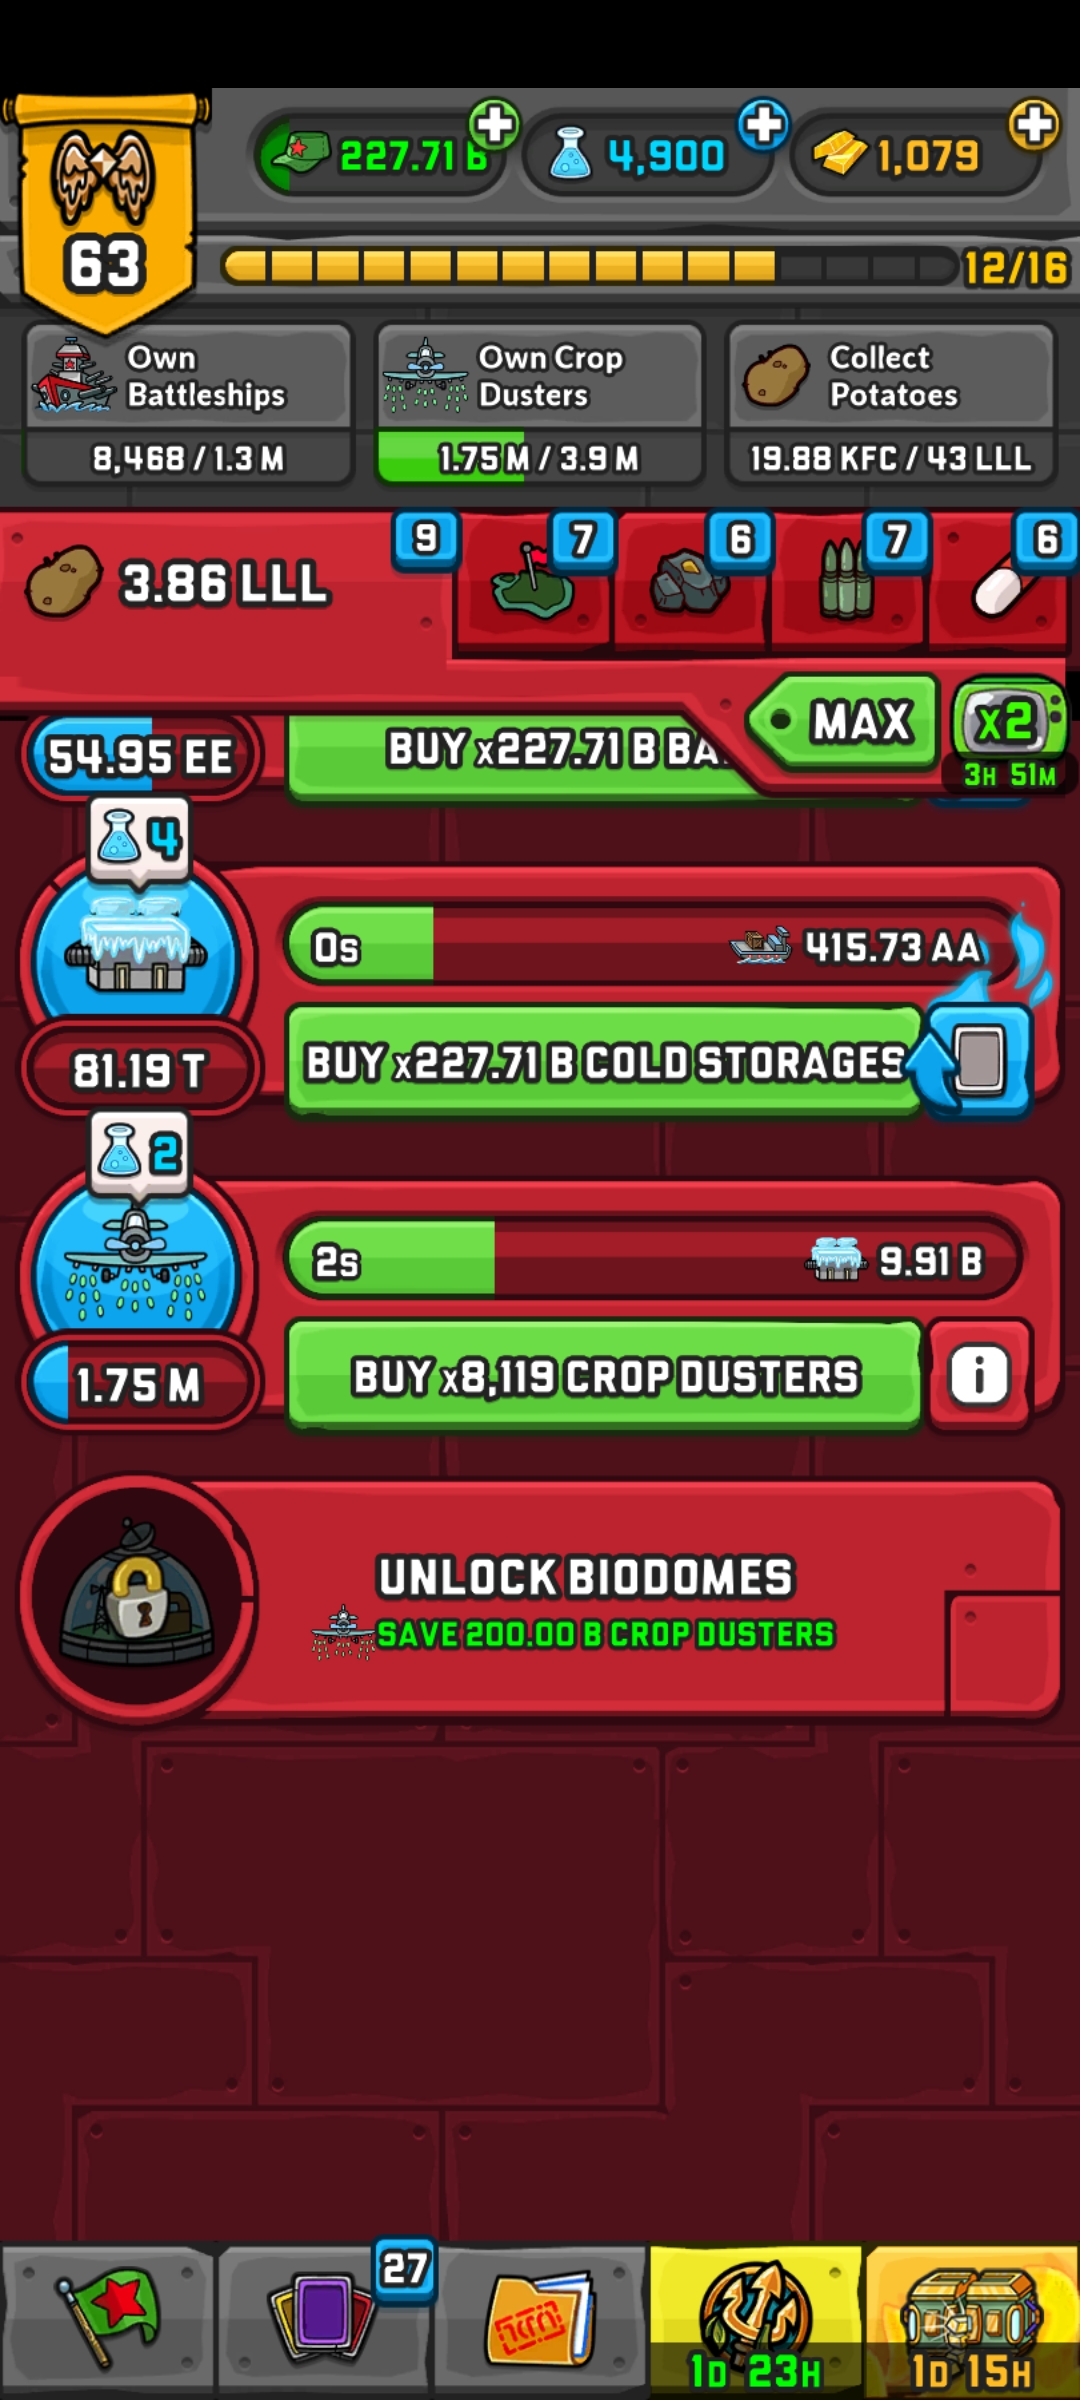 63
227.71 B
4,900
1,079
12/16
Own
Battleships
8,468 / 1.3 M
Own Crop
Dusters
1.75 M / 3.9 M
Collect
Potatoes
19.88 KFC / 43 LLL
3.86 LLL
9
7
6
7
6
MAX
x2
3H 51M
54.95 EE
BUY x227.71 B BA
4
0s
415.73 AA
81.19 T
BUY x227.71 B COLD STORAGES
2
2s
9.91 B
1.75 M
BUY x8,119 CROP DUSTERS
i
UNLOCK BIODOMES
SAVE 200.00 B CROP DUSTERS
27
1D 23H
1D 15H